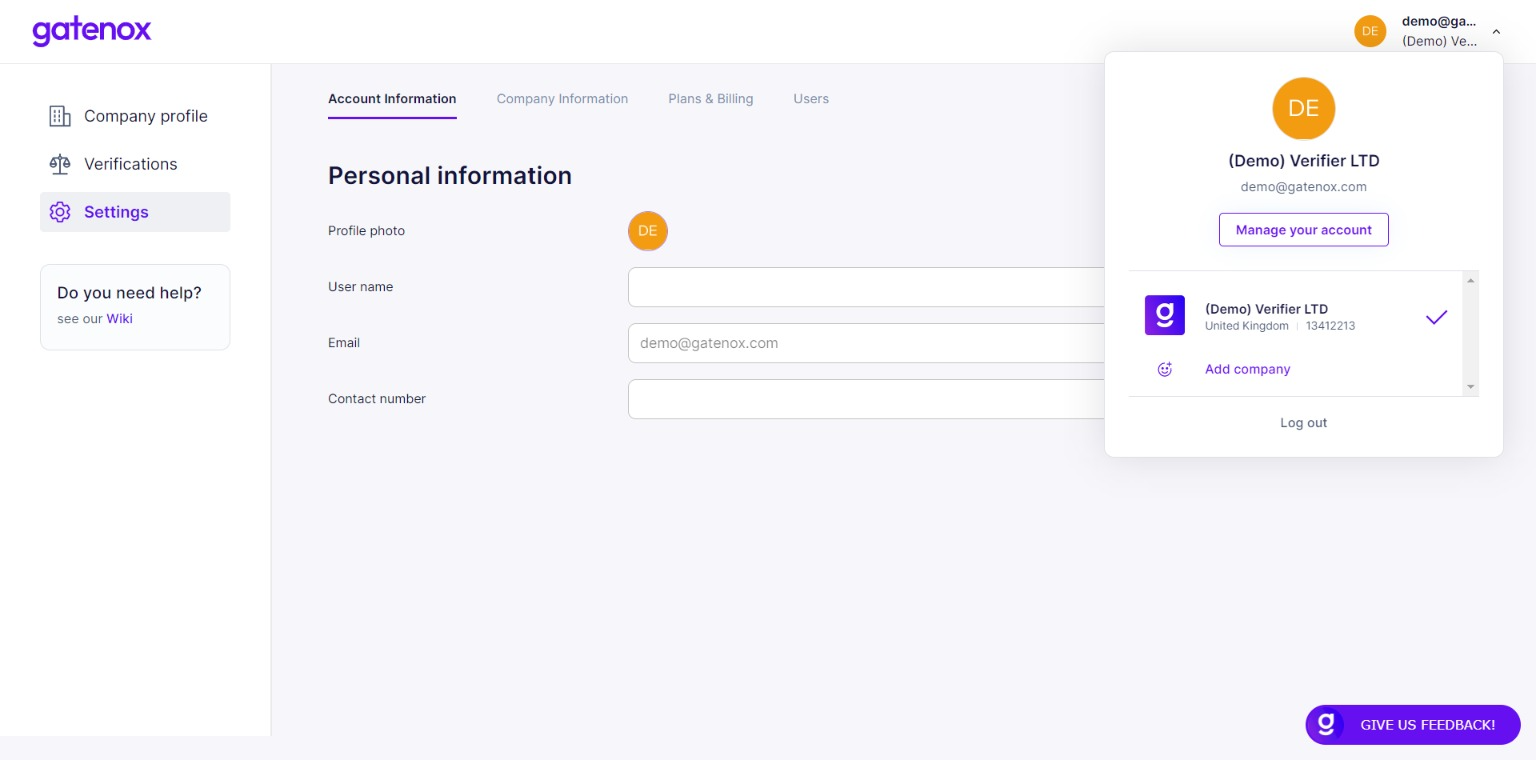 gatenox
DE
demo@ga...
(Demo) Ve...
Company profile
Verifications
Settings
Do you need help?
see our Wiki
Account Information
Company Information
Plans & Billing
Users
Personal information
Profile photo
DE
User name
Email
demo@gatenox.com
Contact number
DE
(Demo) Verifier LTD
demo@gatenox.com
Manage your account
g
(Demo) Verifier LTD
United Kingdom | 13412213
Add company
Log out
g
GIVE US FEEDBACK!